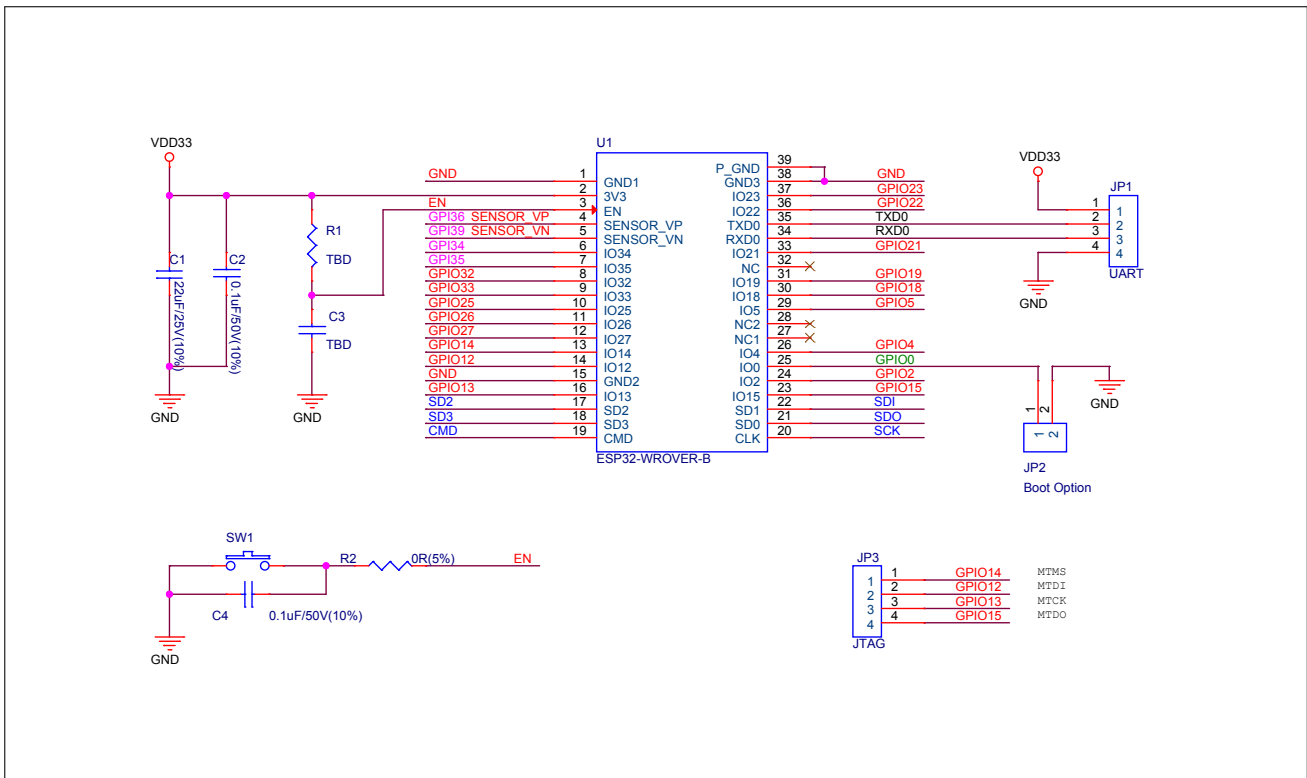 VDD33
C1
22uF/25V(10%)
C2
0.1uF/50V(10%)
GND
R1
TBD
C3
TBD
GND
U1
GND 1 GND1
2 3V3
EN 3 EN
GPI36 SENSOR_VP 4 SENSOR_VP
GPI39 SENSOR_VN 5 SENSOR_VN
GPI34 6 IO34
GPI35 7 IO35
GPIO32 8 IO32
GPIO33 9 IO33
GPIO25 10 IO25
GPIO26 11 IO26
GPIO27 12 IO27
GPIO14 13 IO14
GPIO12 14 IO12
GND 15 GND2
GPIO13 16 IO13
SD2 17 SD2
SD3 18 SD3
CMD 19 CMD
P_GND 39
GND3 38 GND
IO23 37 GPIO23
IO22 36 GPIO22
TXD0 35 TXD0
RXD0 34 RXD0
IO21 33 GPIO21
NC 32
IO19 31 GPIO19
IO18 30 GPIO18
IO5 29 GPIO5
NC2 28
NC1 27
IO4 26 GPIO4
IO0 25 GPIO0
IO2 24 GPIO2
IO15 23 GPIO15
SD1 22 SDI
SD0 21 SDO
CLK 20 SCK
ESP32-WROVER-B
VDD33
JP1
1 1
2 2
3 3
4 4
UART
GND
GND
1 2
1 2
JP2
Boot Option
SW1
R2 0R(5%) EN
C4 0.1uF/50V(10%)
GND
JP3
1 1 GPIO14 MTMS
2 2 GPIO12 MTDI
3 3 GPIO13 MTCK
4 4 GPIO15 MTDO
JTAG